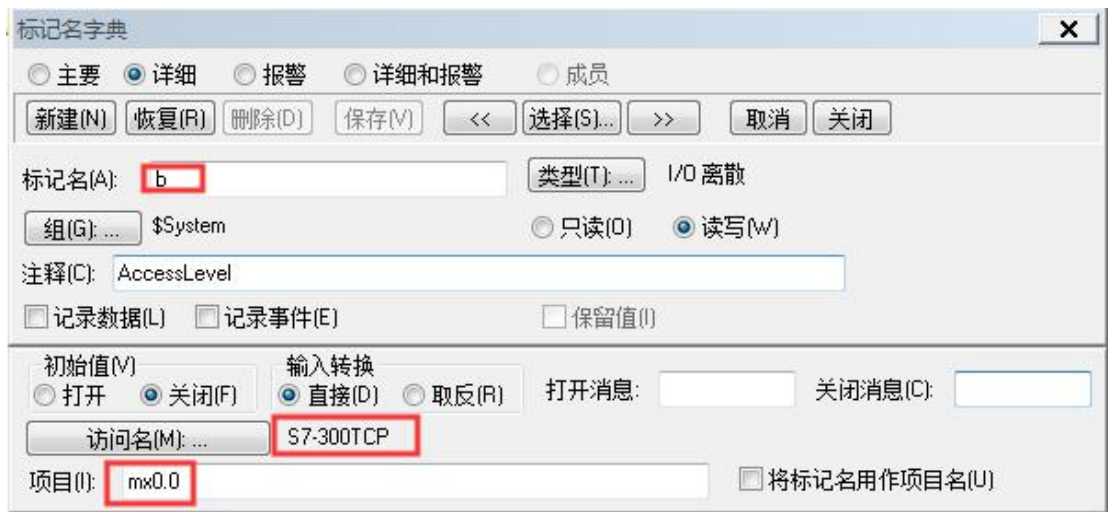 标记名字典
主要 详细 报警 详细和报警 成员
新建(N) 恢复(R) 删除(D) 保存(V) << 选择(S)... >> 取消 关闭
标记名(A): b 类型(T): ... I/O 离散
组(G): ... $System 只读(O) 读写(W)
注释(C): AccessLevel
记录数据(L) 记录事件(E) 保留值(I)
初始值(V) 输入转换
打开 关闭(F) 直接(D) 取反(R) 打开消息: 关闭消息(C):
访问名(M): ... S7-300TCP
项目(I): mx0.0 将标记名用作项目名(U)